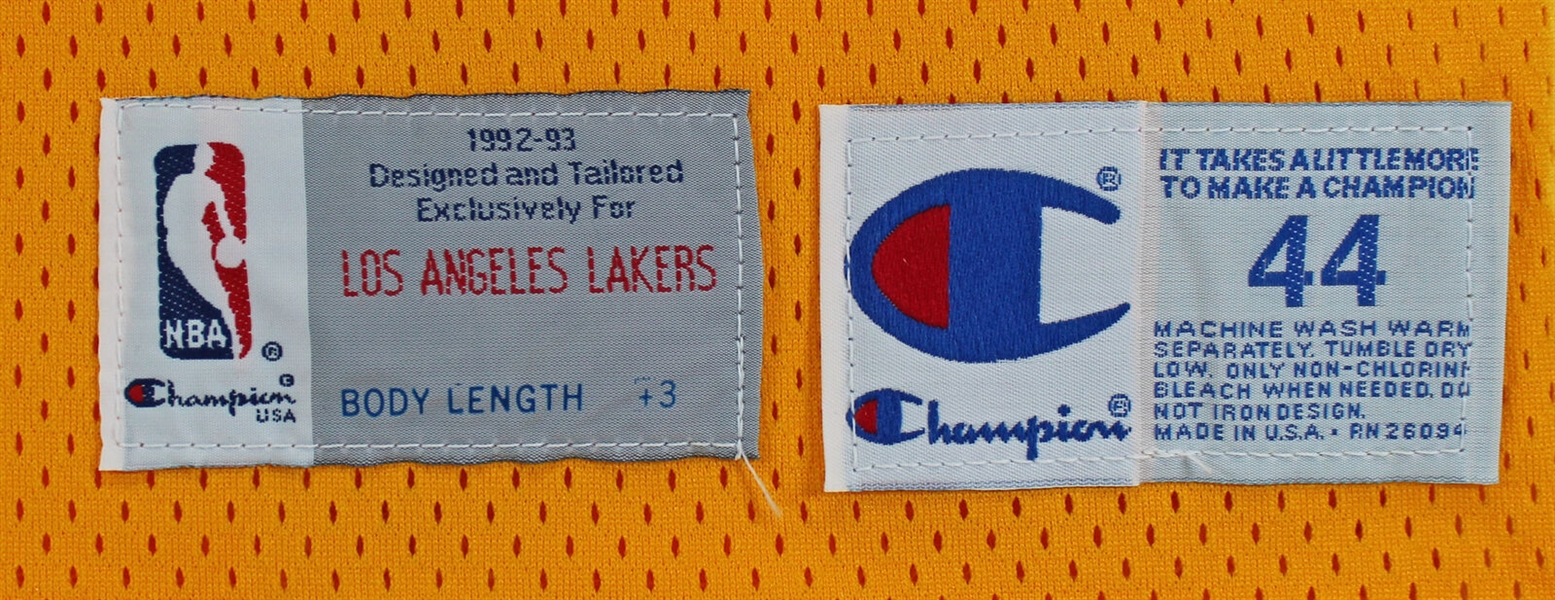 1992-93
Designed and Tailored
Exclusively For
LOS ANGELES LAKERS
BODY LENGTH +3
NBA
®
Champion ©
USA
®
Champion ®
IT TAKES A LITTLE MORE
TO MAKE A CHAMPION
44
MACHINE WASH WARM
SEPARATELY. TUMBLE DRY
LOW. ONLY NON-CHLORINE
BLEACH WHEN NEEDED. DO
NOT IRON DESIGN.
MADE IN U.S.A. • RN 26094